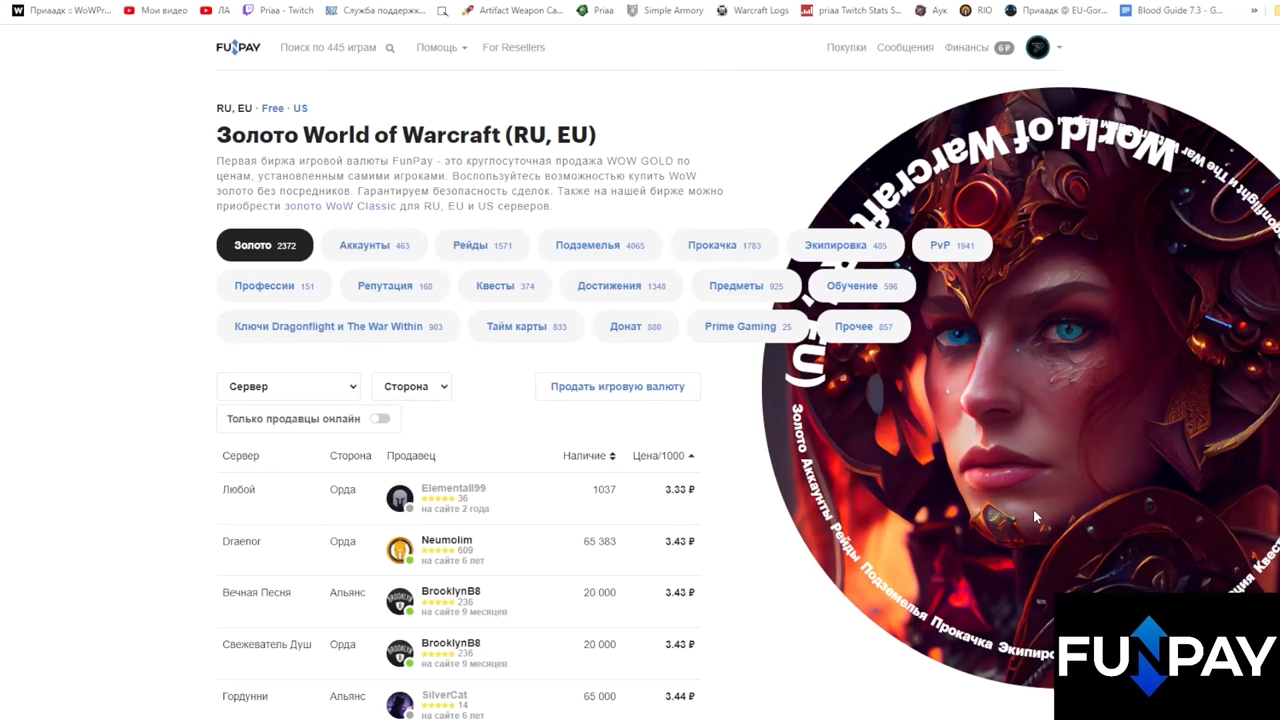 Приаадк :: WoWPr...
Мои видео
ЛА
Priaa - Twitch
Служба поддержк...
Artifact Weapon Ca...
Priaa
Simple Armory
Warcraft Logs
priaa Twitch Stats S...
Аук
RIO
Приаадк @ EU-Gor...
Blood Guide 7.3 - G...
»
FUNPAY
Поиск по 445 играм
Помощь
For Resellers
Покупки
Сообщения
Финансы 6 ₽
RU, EU · Free · US
Золото World of Warcraft (RU, EU)
Первая биржа игровой валюты FunPay - это круглосуточная продажа WOW GOLD по
ценам, установленным самими игроками. Воспользуйтесь возможностью купить WoW
золото без посредников. Гарантируем безопасность сделок. Также на нашей бирже можно
приобрести золото WoW Classic для RU, EU и US серверов.
Золото 2372
Аккаунты 463
Рейды 1571
Подземелья 4065
Прокачка 1783
Экипировка 485
PvP 1941
Профессии 151
Репутация 168
Квесты 374
Достижения 1348
Предметы 925
Обучение 596
Ключи Dragonflight и The War Within 903
Тайм карты 833
Донат 880
Prime Gaming 25
Прочее 857
World of Warcraft
EU)
Золото Аккаунты Рейды Подземелья Прокачка Экипиро
Сервер
Сторона
Продать игровую валюту
Только продавцы онлайн
Сервер Сторона Продавец Наличие Цена/1000
Любой Орда Elementall99 1037 3.33 ₽
36
на сайте 2 года
Draenor Орда Neumolim 65 383 3.43 ₽
609
на сайте 6 лет
Вечная Песня Альянс BrooklynB8 20 000 3.43 ₽
236
на сайте 9 месяцев
Свежеватель Душ Орда BrooklynB8 20 000 3.43 ₽
236
на сайте 9 месяцев
Гордунни Альянс SilverCat 65 000 3.44 ₽
14
на сайте 6 лет
FUNPAY